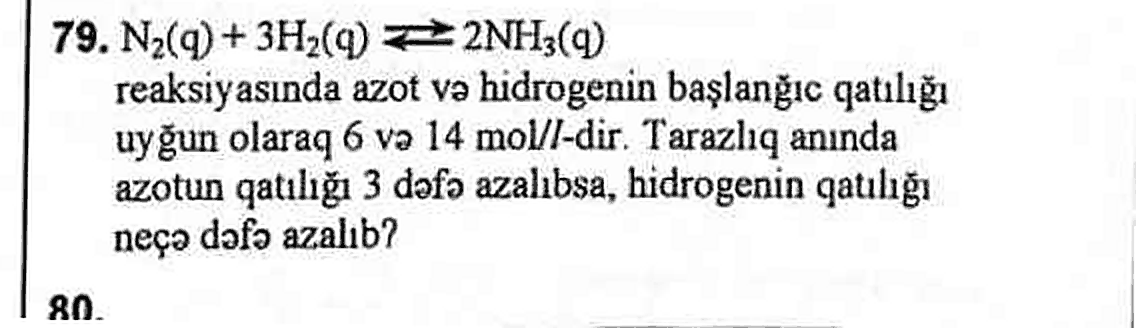 79. N₂(q) + 3H₂(q) ⇄ 2NH₃(q)
reaksiyasında azot və hidrogenin başlanğıc qatılığı
uyğun olaraq 6 və 14 mol/l-dir. Tarazlıq anında
azotun qatılığı 3 dəfə azalıbsa, hidrogenin qatılığı
neçə dəfə azalıb?
80.